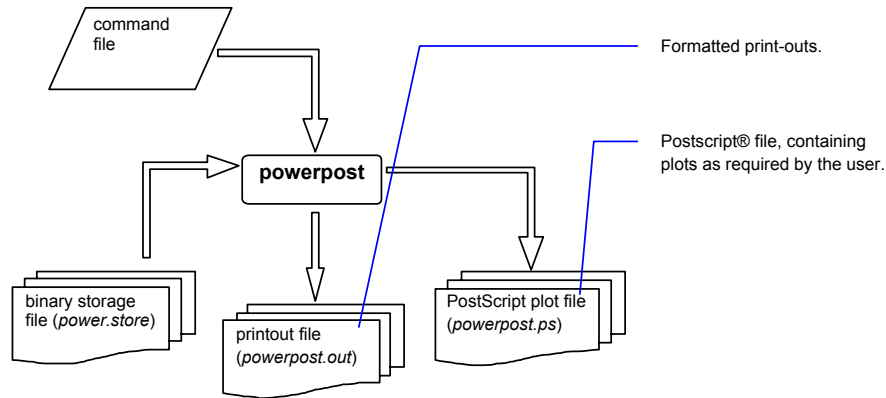 command
file
Formatted print-outs.
Postscript® file, containing
plots as required by the user.
powerpost
binary storage
file (power.store)
printout file
(powerpost.out)
PostScript plot file
(powerpost.ps)